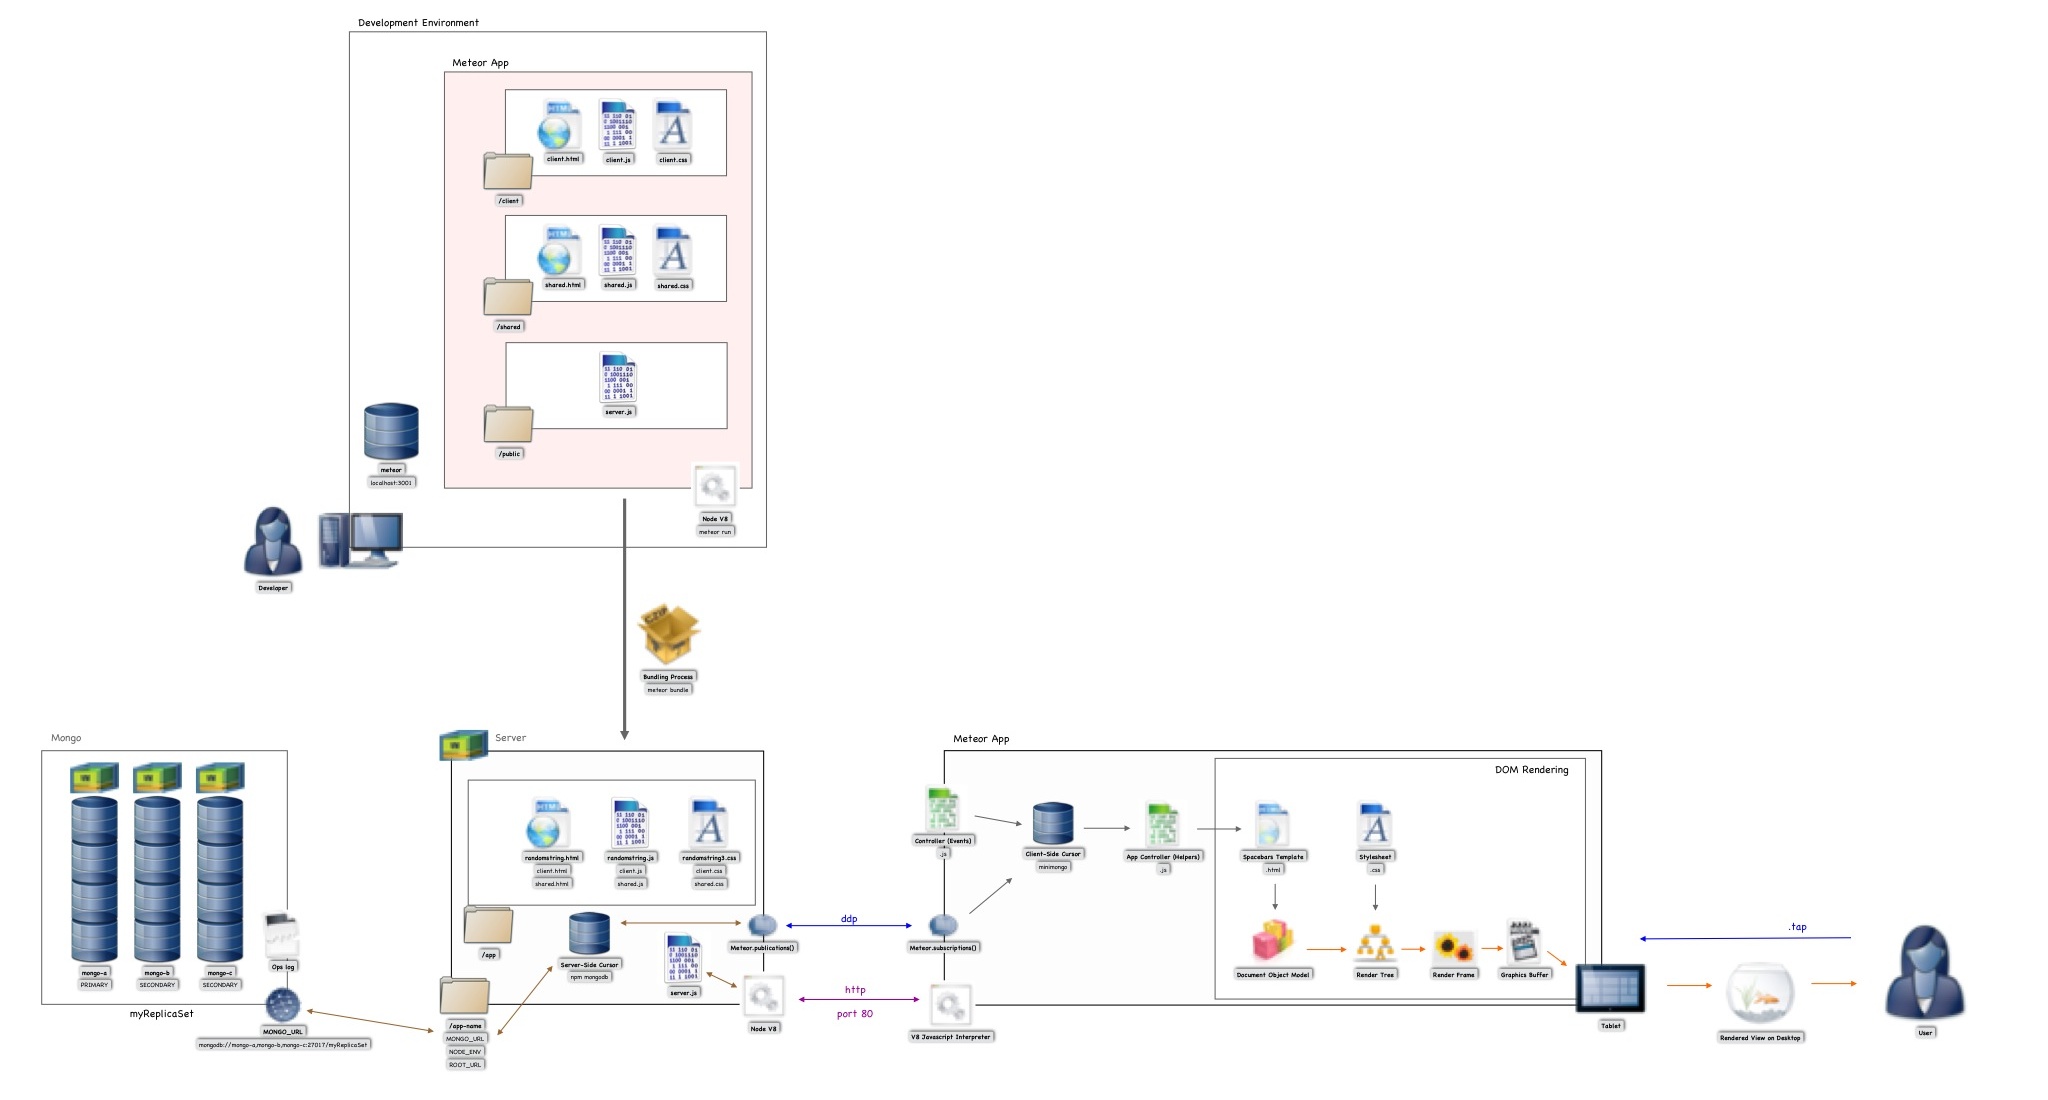 Development Environment
Meteor App
client.html
client.js
client.css
/client
shared.html
shared.js
shared.css
/shared
server.js
/public
meteor
localhost:3001
Node V8
meteor run
Developer
Bundling Process
meteor bundle
Mongo
mongo-a
PRIMARY
mongo-b
SECONDARY
mongo-c
SECONDARY
Ops log
myReplicaSet
MONGO_URL
mongodb://mongo-a,mongo-b,mongo-c:27017/myReplicaSet
Server
randomstring.html
client.html
shared.html
randomstring.js
client.js
shared.js
randomstring3.css
client.css
shared.css
/app
Server-Side Cursor
npm mongodb
server.js
Meteor.publications()
/app-name
MONGO_URL
NODE_ENV
ROOT_URL
Node V8
ddp
http
port 80
Meteor App
Controller (Events)
.js
Client-Side Cursor
minimongo
App Controller (Helpers)
.js
Meteor.subscriptions()
V8 Javascript Interpreter
DOM Rendering
Spacebars Template
.html
Stylesheet
.css
Document Object Model
Render Tree
Render Frame
Graphics Buffer
Tablet
.tap
Rendered View on Desktop
User